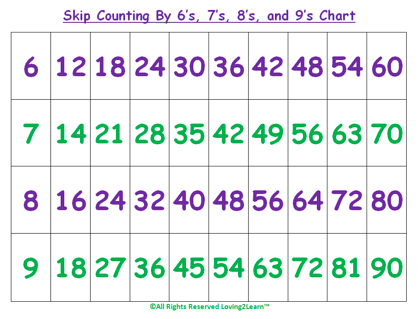 Skip Counting By 6's, 7's, 8's, and 9's Chart
6 12 18 24 30 36 42 48 54 60
7 14 21 28 35 42 49 56 63 70
8 16 24 32 40 48 56 64 72 80
9 18 27 36 45 54 63 72 81 90
©All Rights Reserved Loving2Learn™